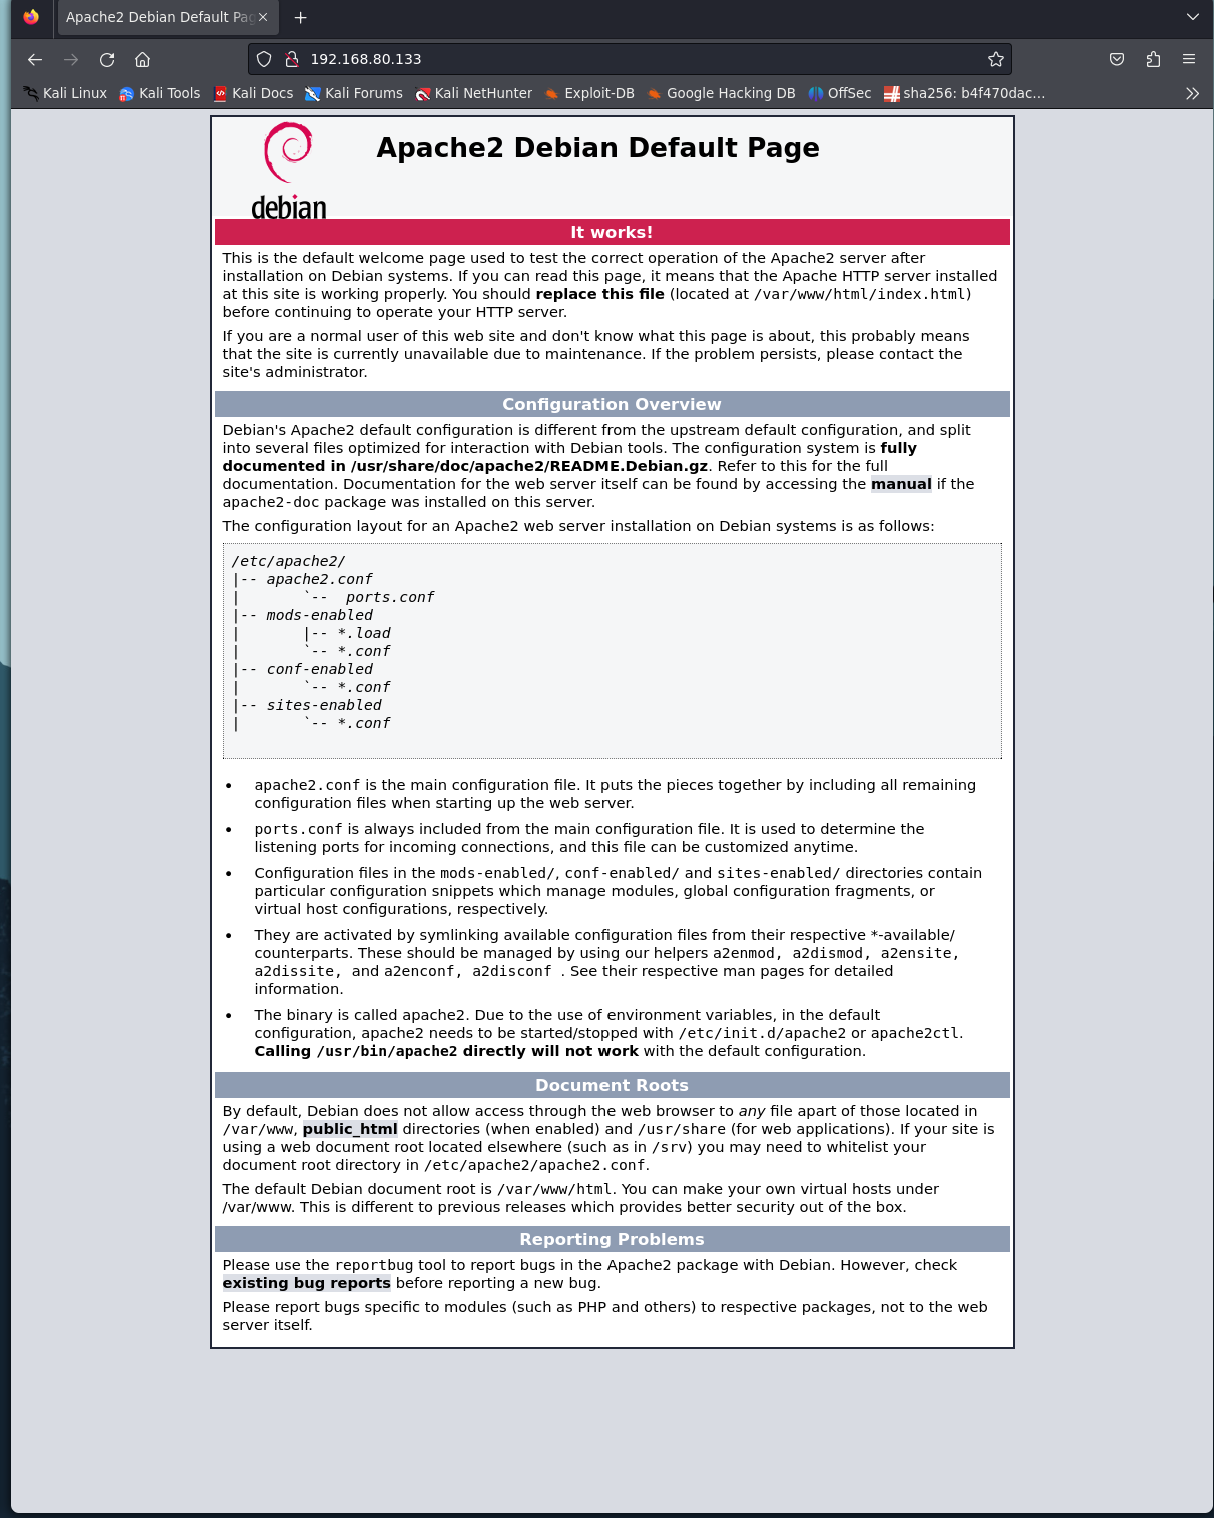 Apache2 Debian Default Pag
192.168.80.133
Kali Linux Kali Tools Kali Docs Kali Forums Kali NetHunter Exploit-DB Google Hacking DB OffSec sha256: b4f470dac...
debian
Apache2 Debian Default Page
It works!
This is the default welcome page used to test the correct operation of the Apache2 server after
installation on Debian systems. If you can read this page, it means that the Apache HTTP server installed
at this site is working properly. You should replace this file (located at /var/www/html/index.html)
before continuing to operate your HTTP server.
If you are a normal user of this web site and don't know what this page is about, this probably means
that the site is currently unavailable due to maintenance. If the problem persists, please contact the
site's administrator.
Configuration Overview
Debian's Apache2 default configuration is different from the upstream default configuration, and split
into several files optimized for interaction with Debian tools. The configuration system is fully
documented in /usr/share/doc/apache2/README.Debian.gz. Refer to this for the full
documentation. Documentation for the web server itself can be found by accessing the manual if the
apache2-doc package was installed on this server.
The configuration layout for an Apache2 web server installation on Debian systems is as follows:
/etc/apache2/
|-- apache2.conf
|       `--  ports.conf
|-- mods-enabled
|       |-- *.load
|       `-- *.conf
|-- conf-enabled
|       `-- *.conf
|-- sites-enabled
|       `-- *.conf
• apache2.conf is the main configuration file. It puts the pieces together by including all remaining
configuration files when starting up the web server.
• ports.conf is always included from the main configuration file. It is used to determine the
listening ports for incoming connections, and this file can be customized anytime.
• Configuration files in the mods-enabled/, conf-enabled/ and sites-enabled/ directories contain
particular configuration snippets which manage modules, global configuration fragments, or
virtual host configurations, respectively.
• They are activated by symlinking available configuration files from their respective *-available/
counterparts. These should be managed by using our helpers a2enmod, a2dismod, a2ensite,
a2dissite, and a2enconf, a2disconf . See their respective man pages for detailed
information.
• The binary is called apache2. Due to the use of environment variables, in the default
configuration, apache2 needs to be started/stopped with /etc/init.d/apache2 or apache2ctl.
Calling /usr/bin/apache2 directly will not work with the default configuration.
Document Roots
By default, Debian does not allow access through the web browser to any file apart of those located in
/var/www, public_html directories (when enabled) and /usr/share (for web applications). If your site is
using a web document root located elsewhere (such as in /srv) you may need to whitelist your
document root directory in /etc/apache2/apache2.conf.
The default Debian document root is /var/www/html. You can make your own virtual hosts under
/var/www. This is different to previous releases which provides better security out of the box.
Reporting Problems
Please use the reportbug tool to report bugs in the Apache2 package with Debian. However, check
existing bug reports before reporting a new bug.
Please report bugs specific to modules (such as PHP and others) to respective packages, not to the web
server itself.